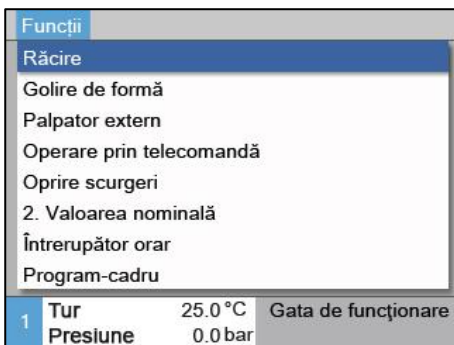 Funcții
Răcire
Golire de formă
Palpator extern
Operare prin telecomandă
Oprire scurgeri
2. Valoarea nominală
Întrerupător orar
Program-cadru
1 Tur 25.0 °C Gata de funcţionare
Presiune 0.0 bar